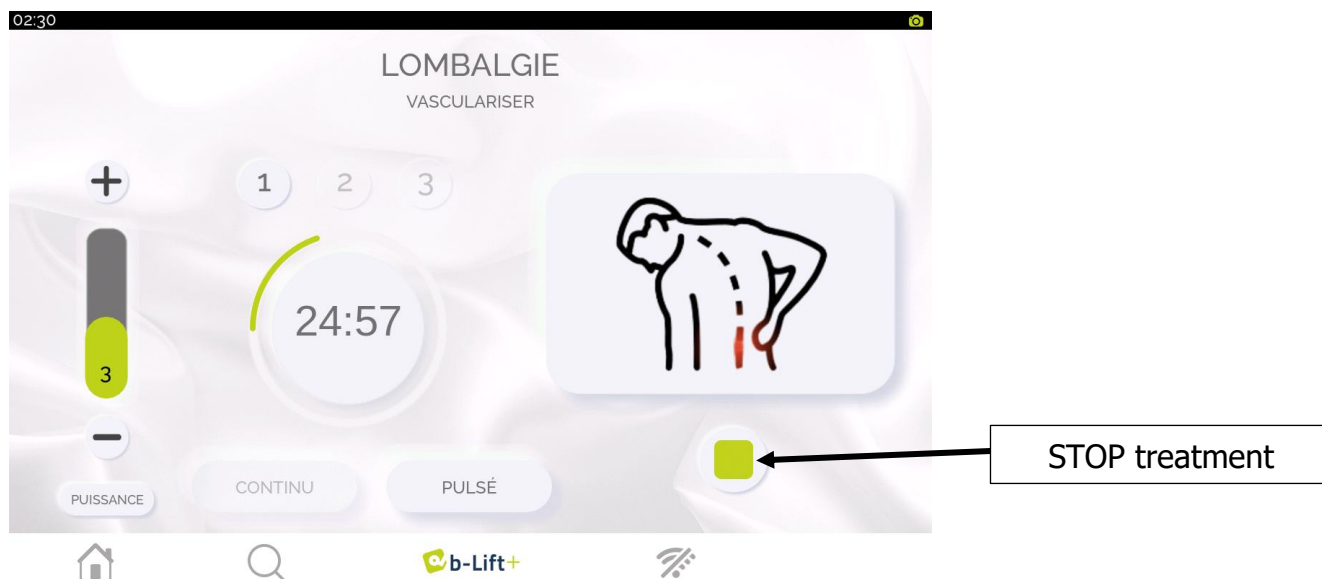 02:30
LOMBALGIE
VASCULARISER
1 2 3
24:57
3
CONTINU PULSÉ
PUISSANCE
STOP treatment
b-Lift+